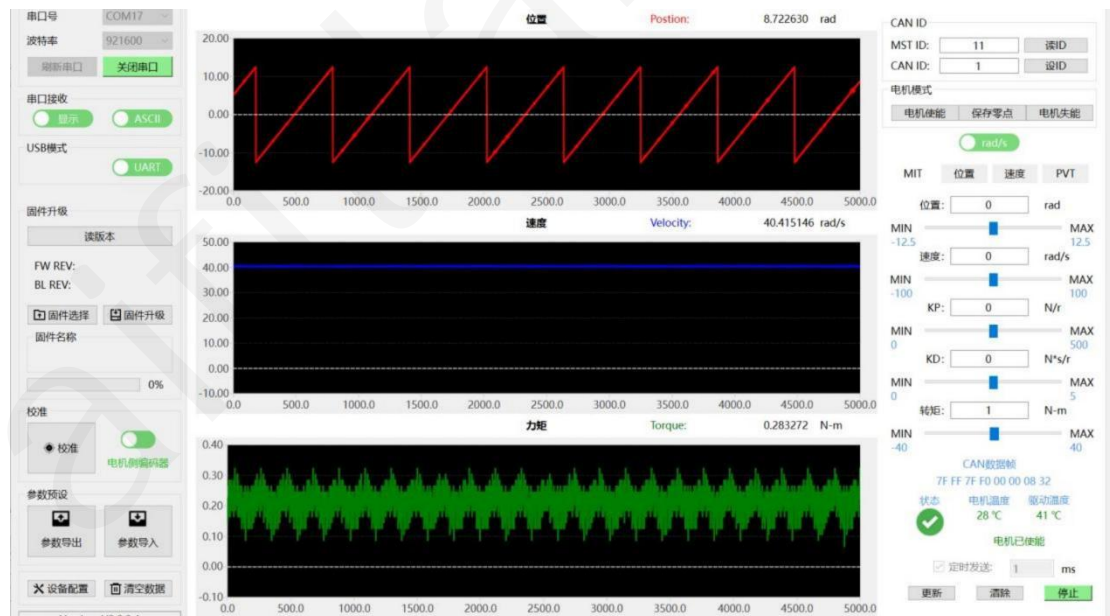 串口号 COM17
波特率 921600
刷新串口 关闭串口
串口接收
显示 ASCII
USB模式
UART
固件升级
读版本
FW REV:
BL REV:
固件选择 固件升级
固件名称
0%
校准
校准
电机侧编码器
参数预设
参数导出 参数导入
设备配置 清空数据
位置 Postion: 8.722630 rad
20.00
10.00
0.00
-10.00
-20.00
0.0 500.0 1000.0 1500.0 2000.0 2500.0 3000.0 3500.0 4000.0 4500.0 5000.0
速度 Velocity: 40.415146 rad/s
50.00
40.00
30.00
20.00
10.00
0.00
-10.00
0.0 500.0 1000.0 1500.0 2000.0 2500.0 3000.0 3500.0 4000.0 4500.0 5000.0
力矩 Torque: 0.283272 N-m
0.40
0.30
0.20
0.10
0.00
-0.10
0.0 500.0 1000.0 1500.0 2000.0 2500.0 3000.0 3500.0 4000.0 4500.0 5000.0
CAN ID
MST ID: 11 读ID
CAN ID: 1 设ID
电机模式
电机使能 保存零点 电机失能
rad/s
MIT 位置 速度 PVT
位置: 0 rad
MIN MAX
-12.5 12.5
速度: 0 rad/s
MIN MAX
-100 100
KP: 0 N/r
MIN MAX
0 500
KD: 0 N*s/r
MIN MAX
0 5
转矩: 1 N-m
MIN MAX
-40 40
CAN数据帧
7F FF 7F F0 00 00 08 32
状态 电机温度 驱动温度
28 ℃ 41 ℃
电机已使能
定时发送: 1 ms
更新 清除 停止